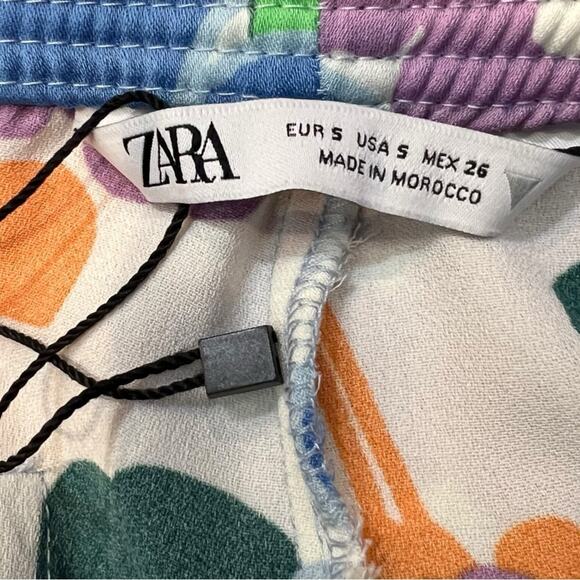 ZARA
EUR S USA S MEX 26
MADE IN MOROCCO